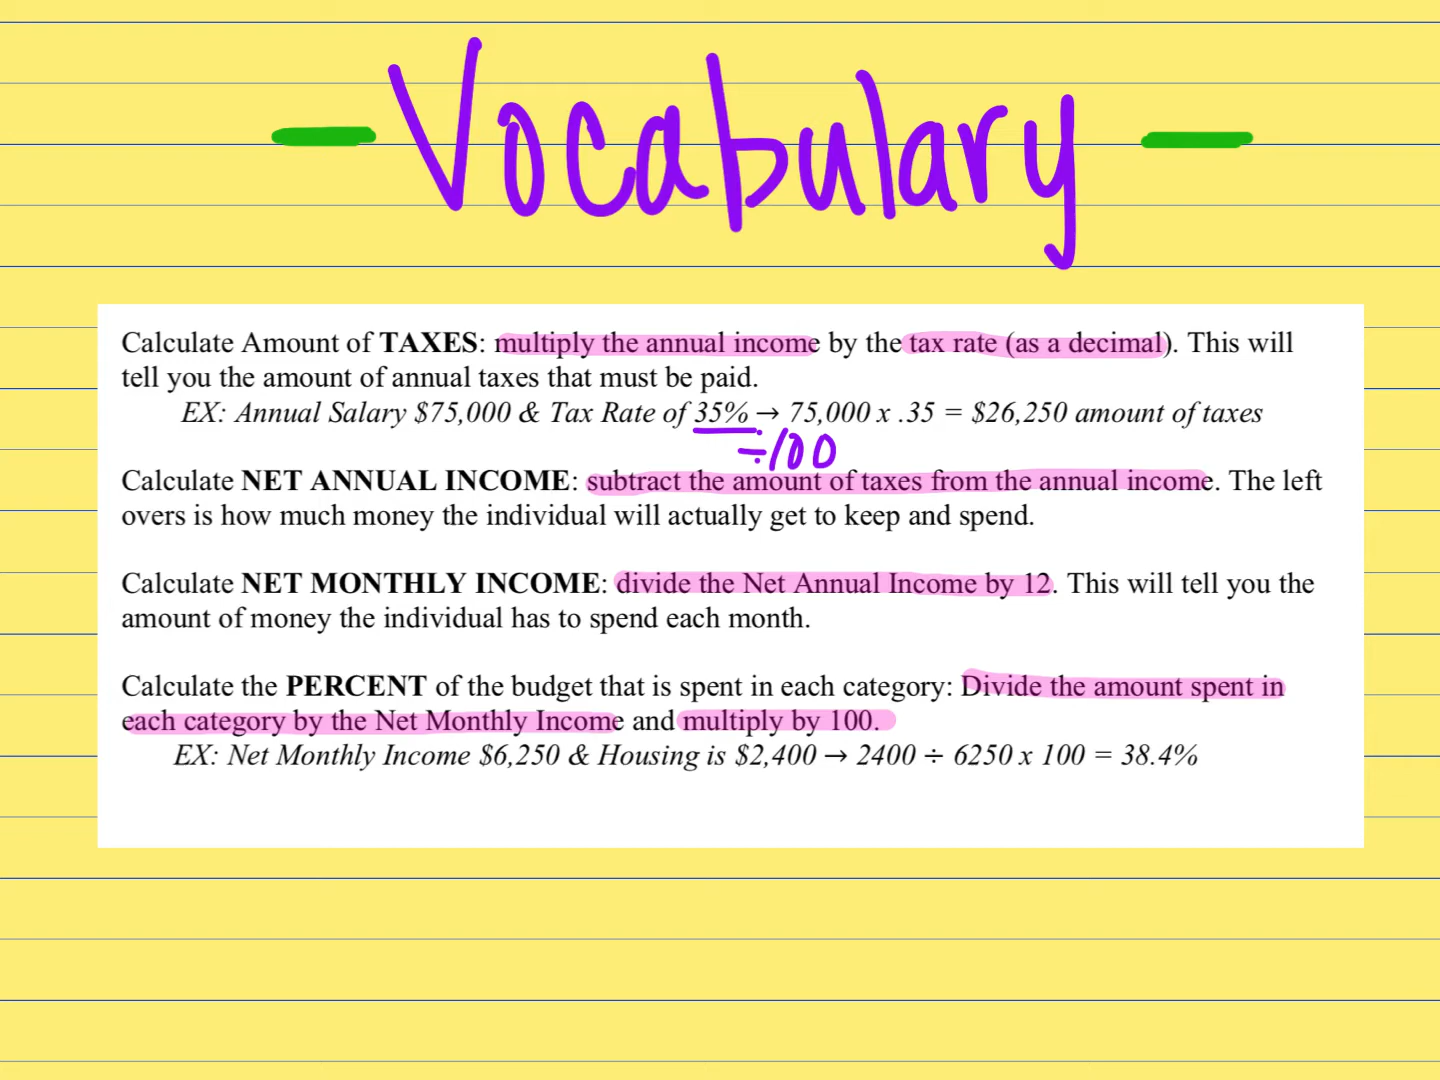 Vocabulary
Calculate Amount of TAXES: multiply the annual income by the tax rate (as a decimal). This will
tell you the amount of annual taxes that must be paid.
EX: Annual Salary $75,000 & Tax Rate of 35% → 75,000 x .35 = $26,250 amount of taxes
÷100
Calculate NET ANNUAL INCOME: subtract the amount of taxes from the annual income. The left
overs is how much money the individual will actually get to keep and spend.
Calculate NET MONTHLY INCOME: divide the Net Annual Income by 12. This will tell you the
amount of money the individual has to spend each month.
Calculate the PERCENT of the budget that is spent in each category: Divide the amount spent in
each category by the Net Monthly Income and multiply by 100.
EX: Net Monthly Income $6,250 & Housing is $2,400 → 2400 ÷ 6250 x 100 = 38.4%